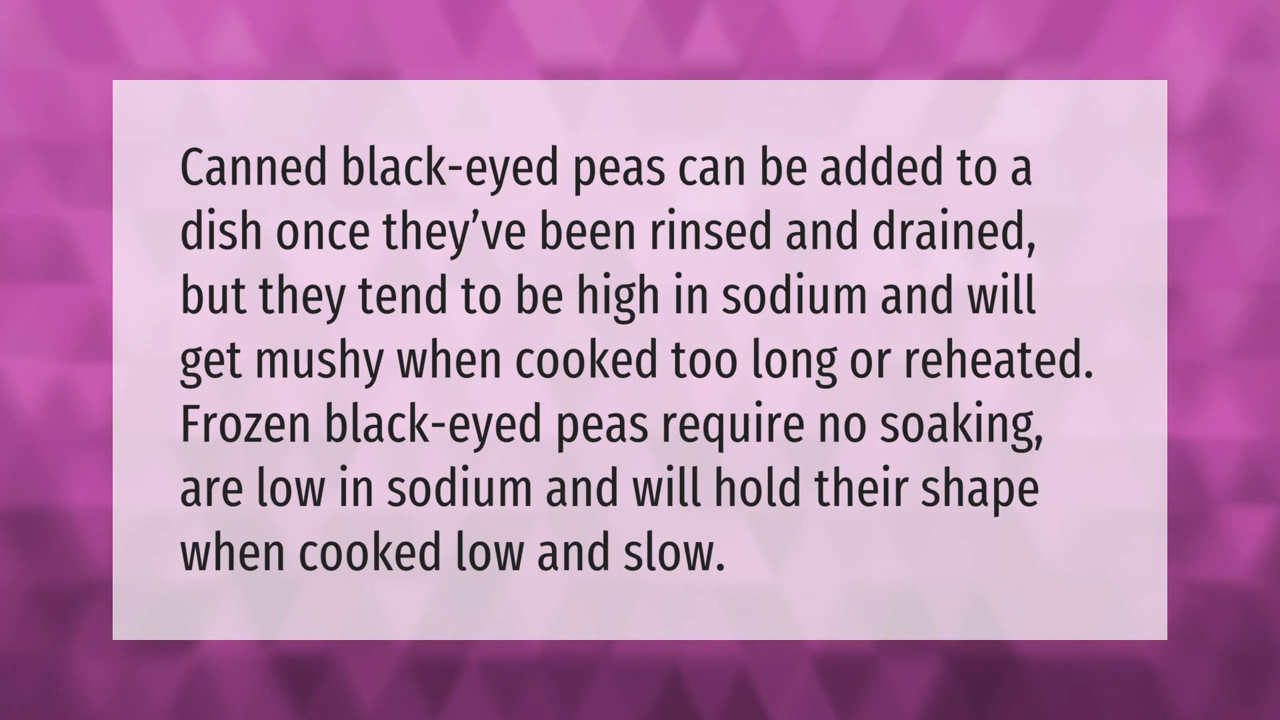 Canned black-eyed peas can be added to a
dish once they’ve been rinsed and drained,
but they tend to be high in sodium and will
get mushy when cooked too long or reheated.
Frozen black-eyed peas require no soaking,
are low in sodium and will hold their shape
when cooked low and slow.